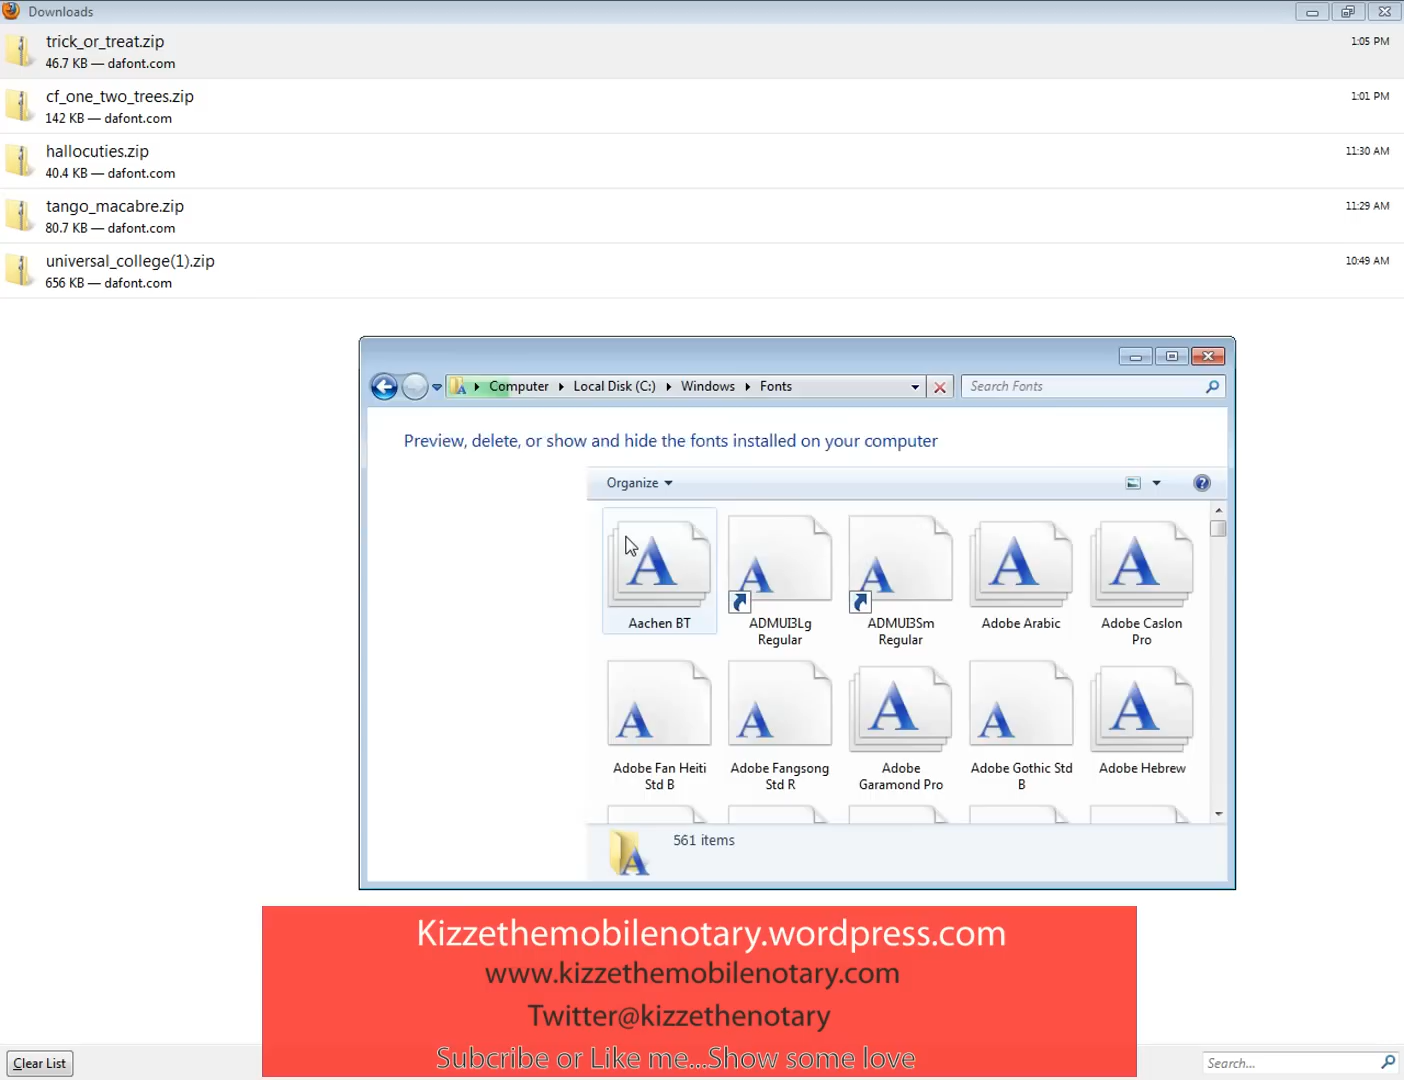 Downloads
trick_or_treat.zip
1:05 PM
46.7 KB — dafont.com
cf_one_two_trees.zip
1:01 PM
142 KB — dafont.com
hallocuties.zip
11:30 AM
40.4 KB — dafont.com
tango_macabre.zip
11:29 AM
80.7 KB — dafont.com
universal_college(1).zip
10:49 AM
656 KB — dafont.com
Computer Local Disk (C:) Windows Fonts
Search Fonts
Preview, delete, or show and hide the fonts installed on your computer
Organize
Aachen BT
ADMUI3Lg
Regular
ADMUI3Sm
Regular
Adobe Arabic
Adobe Caslon
Pro
Adobe Fan Heiti
Std B
Adobe Fangsong
Std R
Adobe
Garamond Pro
Adobe Gothic Std
B
Adobe Hebrew
561 items
Kizzethemobilenotary.wordpress.com
www.kizzethemobilenotary.com
Twitter@kizzethenotary
Subcribe or Like me...Show some love
Clear List
Search...